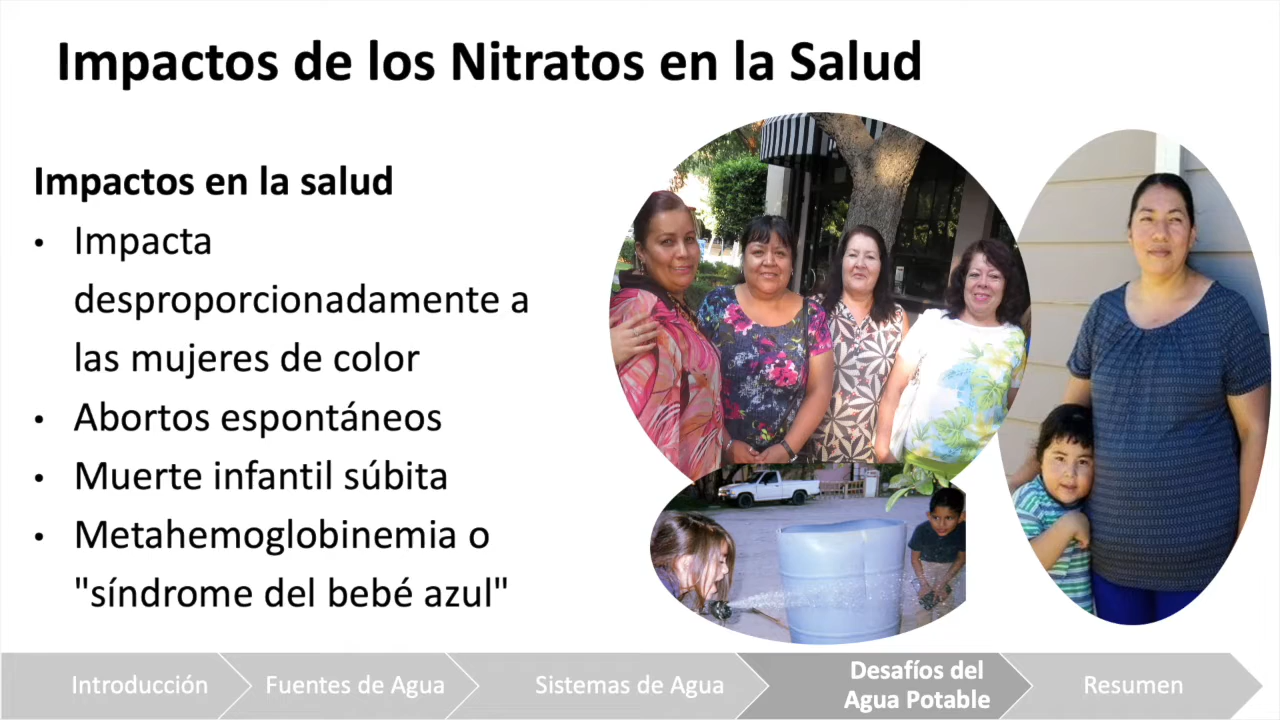 Impactos de los Nitratos en la Salud
Impactos en la salud
• Impacta
desproporcionadamente a
las mujeres de color
• Abortos espontáneos
• Muerte infantil súbita
• Metahemoglobinemia o
"síndrome del bebé azul"
Introducción
Fuentes de Agua
Sistemas de Agua
Desafíos del
Agua Potable
Resumen